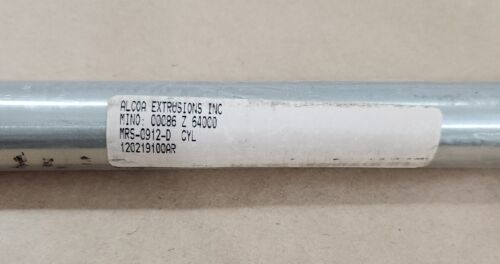 ALCOA EXTRUSIONS INC
MINO: 00086 Z 64000
MRS-0912-D CYL
120219100AR